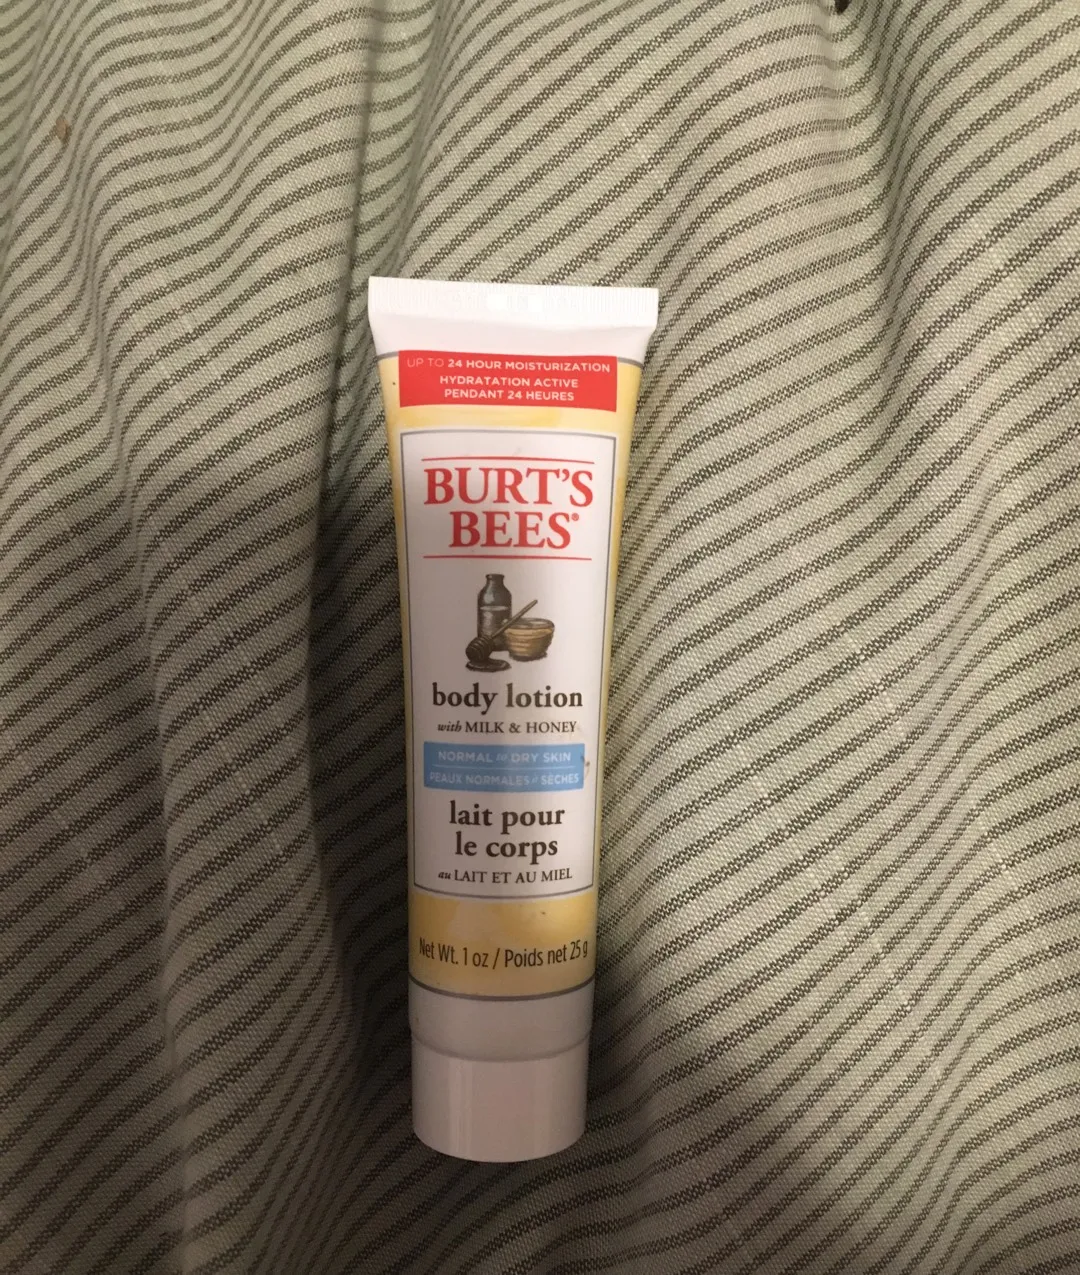 UP TO 24 HOUR MOISTURIZATION
HYDRATATION ACTIVE
PENDANT 24 HEURES
BURT'S
BEES®
body lotion
with MILK & HONEY
NORMAL to DRY SKIN
PEAUX NORMALES à SÈCHES
lait pour
le corps
au LAIT ET AU MIEL
Net Wt. 1 oz / Poids net 25 g